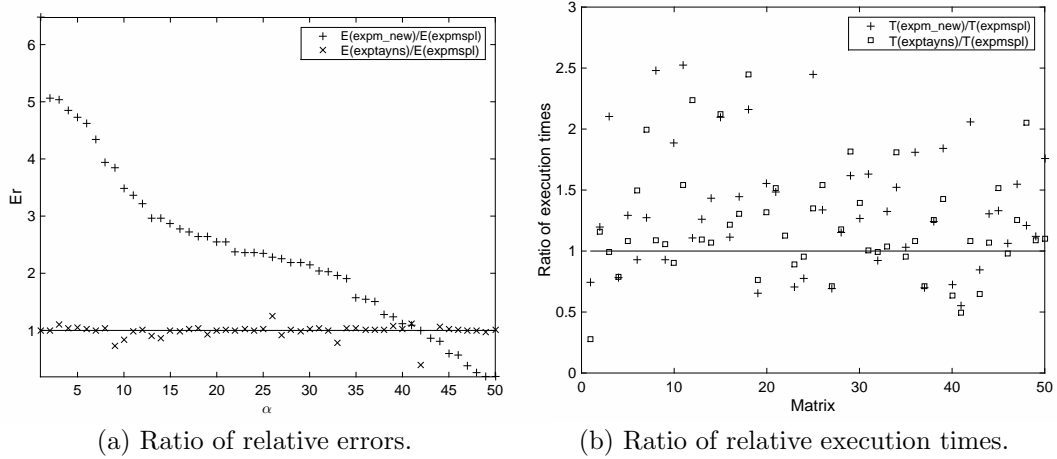 E(expm_new)/E(expmspl)
E(exptayns)/E(expmspl)
6
5
4
3
2
1
Er
5 10 15 20 25 30 35 40 45 50
α
(a) Ratio of relative errors.
T(expm_new)/T(expmspl)
T(exptayns)/T(expmspl)
3
2.5
2
1.5
1
0.5
0
Ratio of execution times
0 10 20 30 40 50
Matrix
(b) Ratio of relative execution times.